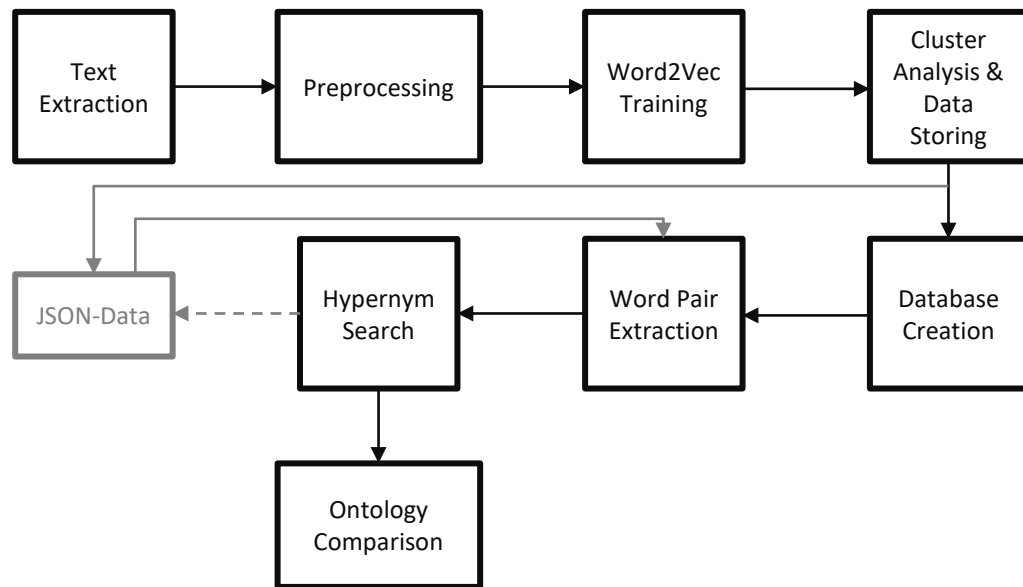 Text
Extraction
Preprocessing
Word2Vec
Training
Cluster
Analysis &
Data
Storing
JSON-Data
Hypernym
Search
Word Pair
Extraction
Database
Creation
Ontology
Comparison